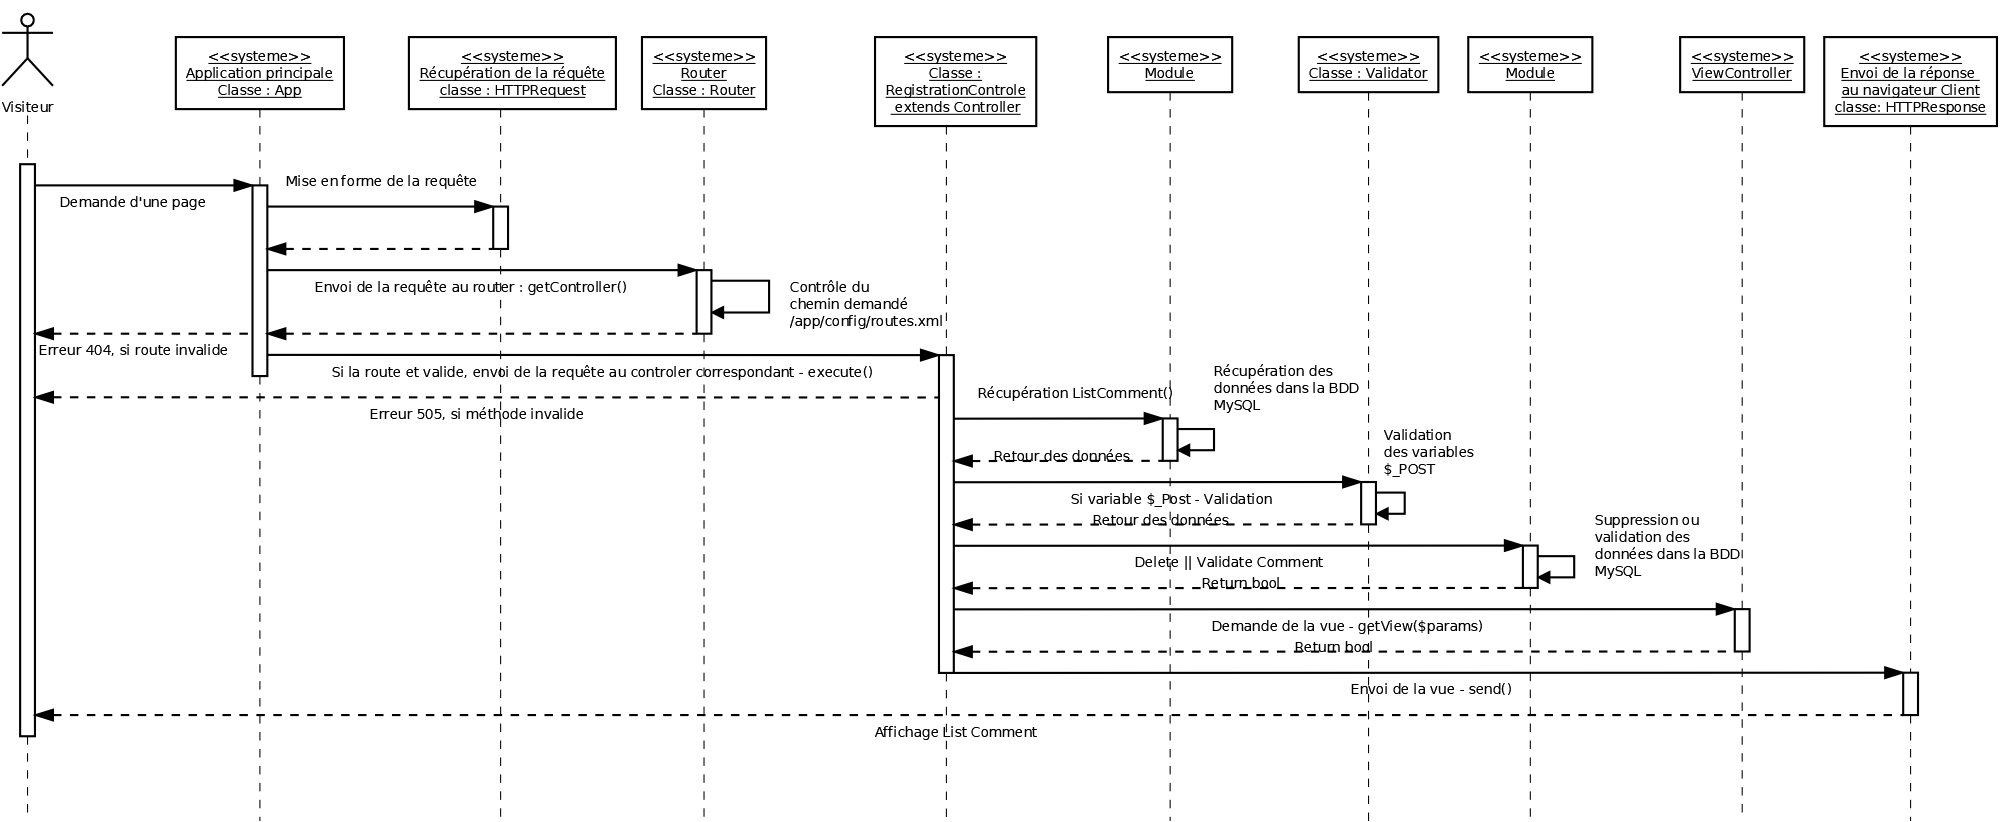 Visiteur
<<systeme>>
Application principale
Classe : App
<<systeme>>
Récupération de la réquête
classe : HTTPRequest
<<systeme>>
Router
Classe : Router
<<systeme>>
Classe :
RegistrationControle
extends Controller
<<systeme>>
Module
<<systeme>>
Classe : Validator
<<systeme>>
Module
<<systeme>>
ViewController
<<systeme>>
Envoi de la réponse
au navigateur Client
classe: HTTPResponse
Demande d'une page
Mise en forme de la requête
Envoi de la requête au router : getController()
Contrôle du
chemin demandé
/app/config/routes.xml
Erreur 404, si route invalide
Si la route et valide, envoi de la requête au controler correspondant - execute()
Erreur 505, si méthode invalide
Récupération ListComment()
Récupération des
données dans la BDD
MySQL
Retour des données
Validation
des variables
$_POST
Si variable $_Post - Validation
Retour des données
Suppression ou
validation des
données dans la BDD
MySQL
Delete || Validate Comment
Return bool
Demande de la vue - getView($params)
Return bool
Envoi de la vue - send()
Affichage List Comment